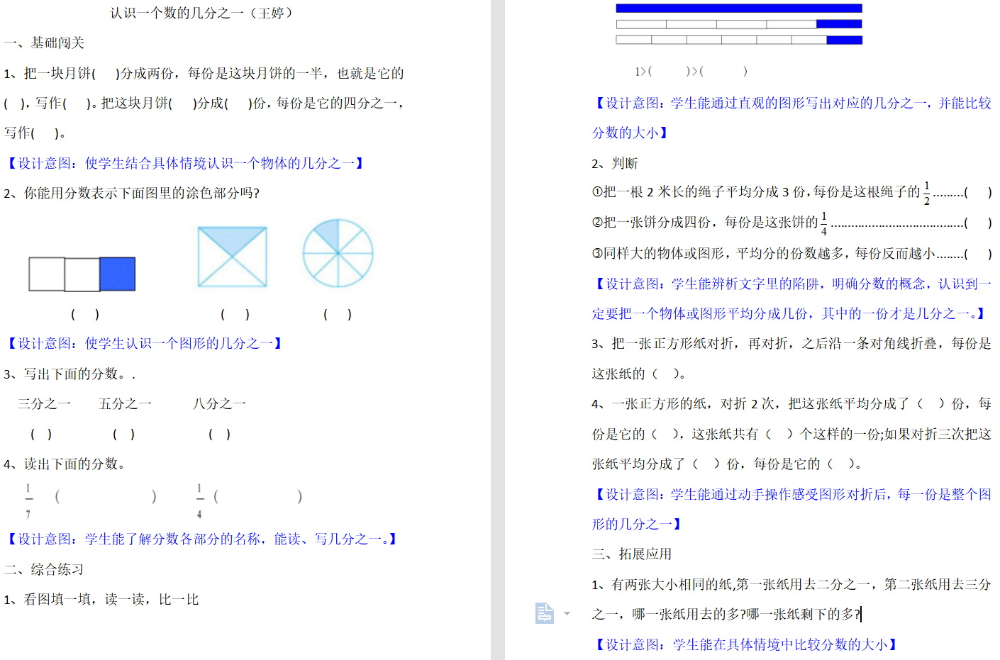 认识一个数的几分之一（王婷）
一、基础闯关
1、把一块月饼(   )分成两份，每份是这块月饼的一半，也就是它的
(   )，写作(   )。把这块月饼(   )分成(   )份，每份是它的四分之一，
写作(   )。
【设计意图：使学生结合具体情境认识一个物体的几分之一】
2、你能用分数表示下面图里的涂色部分吗?
(   ) (   ) (   )
【设计意图：使学生认识一个图形的几分之一】
3、写出下面的分数。.
三分之一 五分之一 八分之一
(   ) (   ) (   )
4、读出下面的分数。
1/7 (   ) 1/4 (   )
【设计意图：学生能了解分数各部分的名称，能读、写几分之一。】
二、综合练习
1、看图填一填，读一读，比一比
1>(   )>(   )
【设计意图：学生能通过直观的图形写出对应的几分之一，并能比较
分数的大小】
2、判断
①把一根 2 米长的绳子平均分成 3 份，每份是这根绳子的 1/2 ........(   )
②把一张饼分成四份，每份是这张饼的 1/4 .......................................(   )
③同样大的物体或图形，平均分的份数越多，每份反而越小........(   )
【设计意图：学生能辨析文字里的陷阱，明确分数的概念，认识到一
定要把一个物体或图形平均分成几份，其中的一份才是几分之一。】
3、把一张正方形纸对折，再对折，之后沿一条对角线折叠，每份是
这张纸的（   ）。
4、一张正方形的纸，对折 2 次，把这张纸平均分成了（   ）份，每
份是它的（   ），这张纸共有（   ）个这样的一份;如果对折三次把这
张纸平均分成了（   ）份，每份是它的（   ）。
【设计意图：学生能通过动手操作感受图形对折后，每一份是整个图
形的几分之一】
三、拓展应用
1、有两张大小相同的纸,第一张纸用去二分之一，第二张纸用去三分
之一，哪一张纸用去的多?哪一张纸剩下的多?
【设计意图：学生能在具体情境中比较分数的大小】